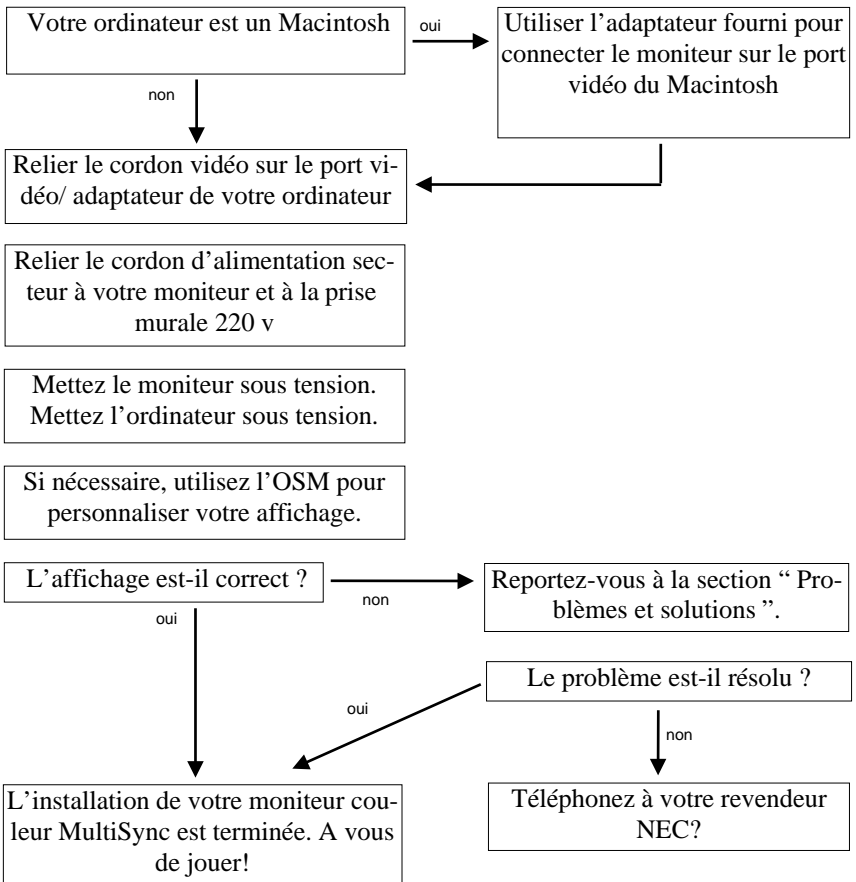 Votre ordinateur est un Macintosh
oui
Utiliser l’adaptateur fourni pour
connecter le moniteur sur le port
vidéo du Macintosh
non
Relier le cordon vidéo sur le port vi-
déo/ adaptateur de votre ordinateur
Relier le cordon d’alimentation sec-
teur à votre moniteur et à la prise
murale 220 v
Mettez le moniteur sous tension.
Mettez l’ordinateur sous tension.
Si nécessaire, utilisez l’OSM pour
personnaliser votre affichage.
L’affichage est-il correct ?
non
Reportez-vous à la section “ Pro-
blèmes et solutions ”.
oui
Le problème est-il résolu ?
oui
non
L’installation de votre moniteur cou-
leur MultiSync est terminée. A vous
de jouer!
Téléphonez à votre revendeur
NEC?